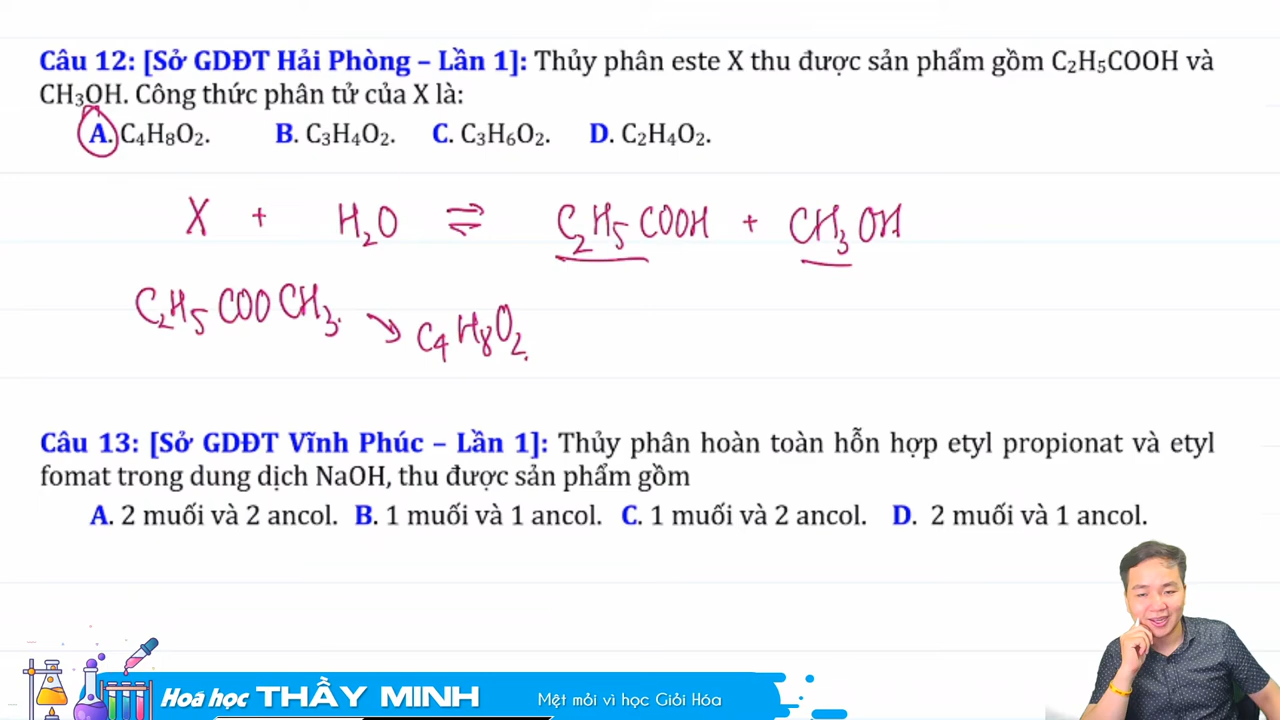 Câu 12: [Sở GDĐT Hải Phòng – Lần 1]: Thủy phân este X thu được sản phẩm gồm C₂H₅COOH và
CH₃OH. Công thức phân tử của X là:
A. C₄H₈O₂. B. C₃H₄O₂. C. C₃H₆O₂. D. C₂H₄O₂.
X + H₂O ⇌ C₂H₅COOH + CH₃OH
C₂H₅COOCH₃. ↘ C₄H₈O₂.
Câu 13: [Sở GDĐT Vĩnh Phúc – Lần 1]: Thủy phân hoàn toàn hỗn hợp etyl propionat và etyl
fomat trong dung dịch NaOH, thu được sản phẩm gồm
A. 2 muối và 2 ancol. B. 1 muối và 1 ancol. C. 1 muối và 2 ancol. D. 2 muối và 1 ancol.
Hoá học THẦY MINH Mệt mỏi vì học Giỏi Hóa